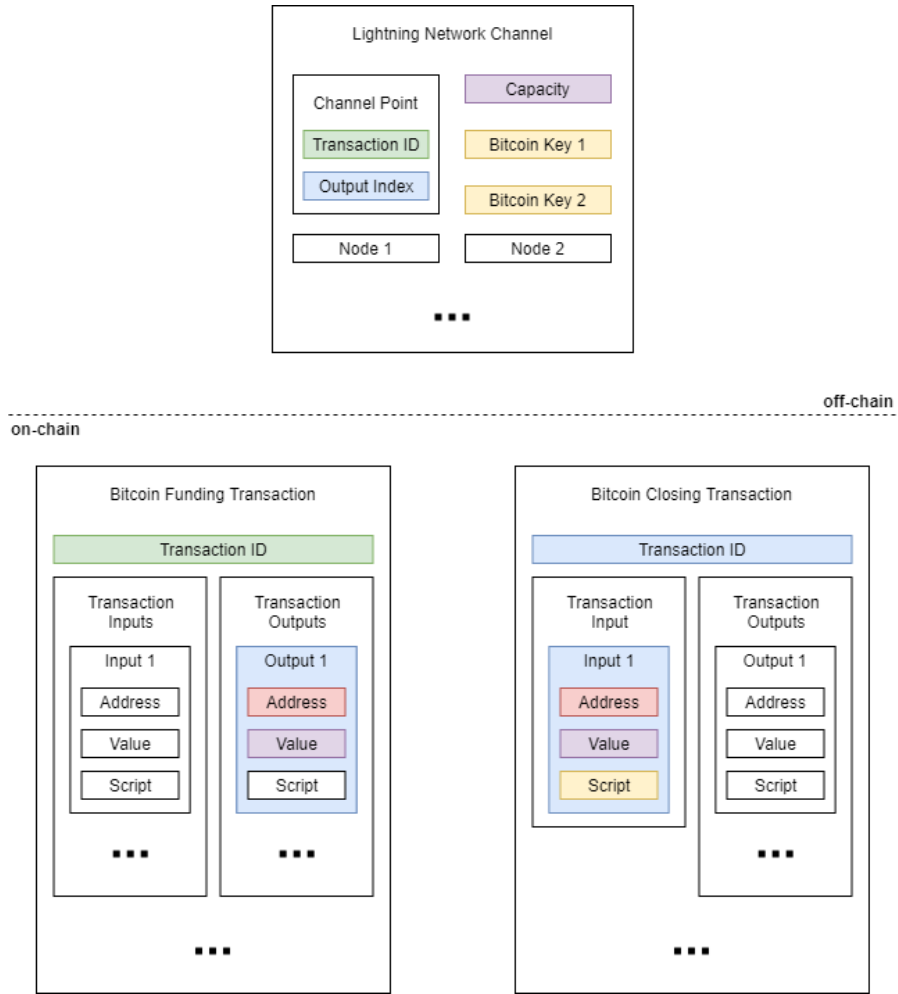 Lightning Network Channel
Channel Point
Transaction ID
Output Index
Capacity
Bitcoin Key 1
Bitcoin Key 2
Node 1
Node 2
off-chain
on-chain
Bitcoin Funding Transaction
Transaction ID
Transaction
Inputs
Input 1
Address
Value
Script
Transaction
Outputs
Output 1
Address
Value
Script
Bitcoin Closing Transaction
Transaction ID
Transaction
Input
Input 1
Address
Value
Script
Transaction
Outputs
Output 1
Address
Value
Script